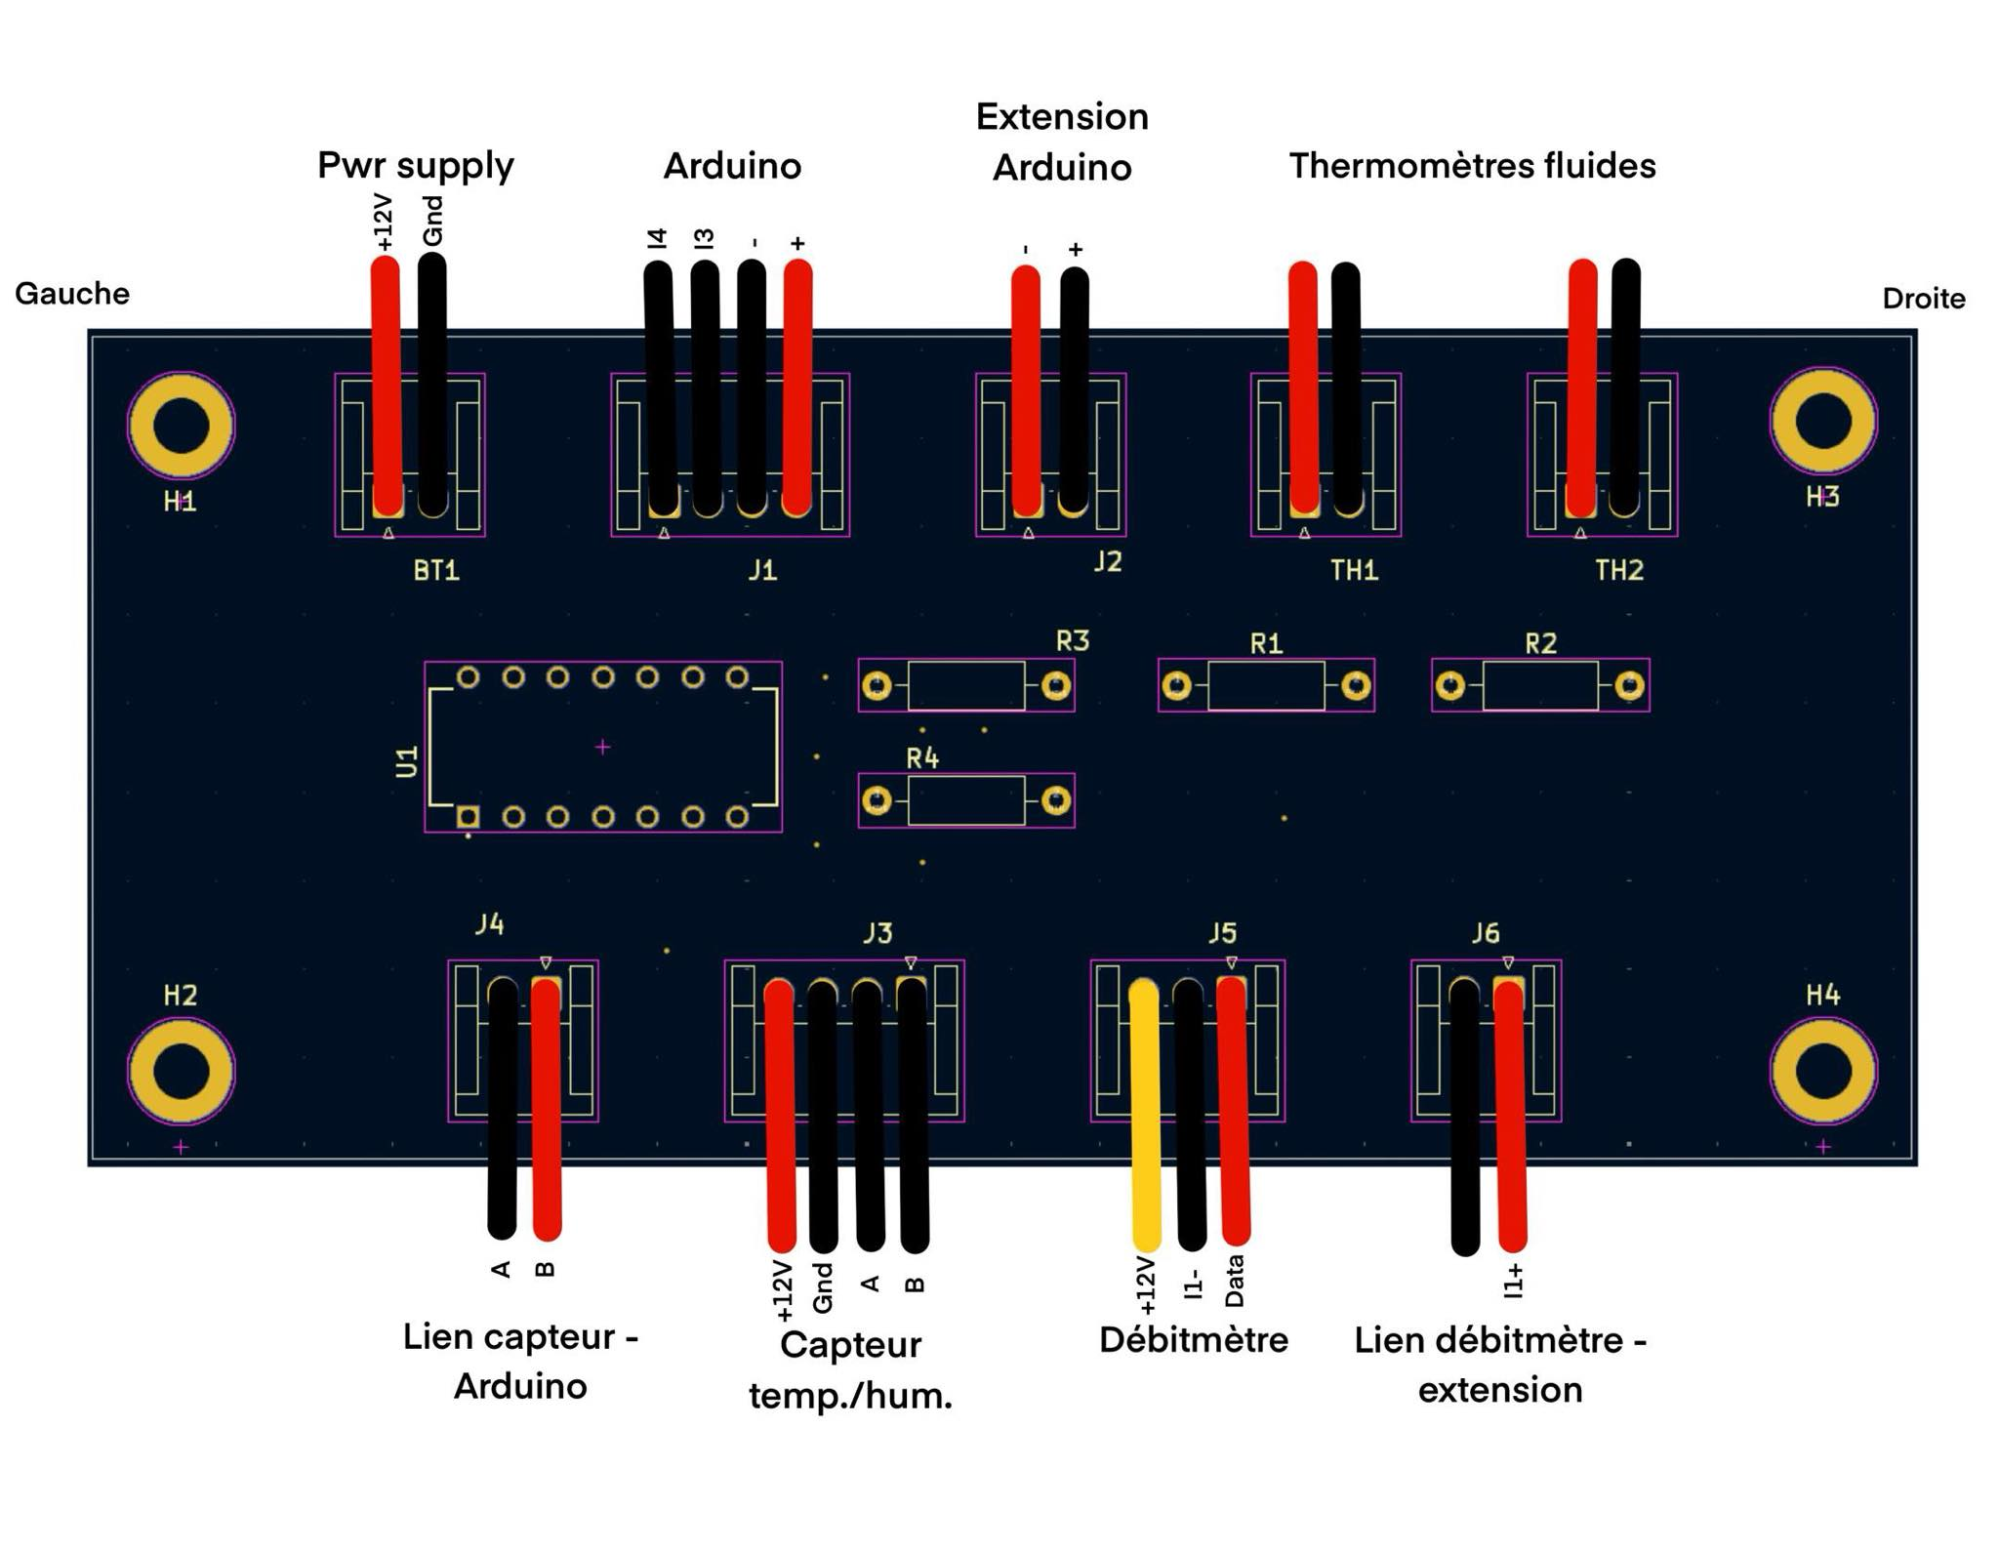 Extension
Pwr supply Arduino Arduino Thermomètres fluides
+12V Gnd I4 I3 - + - +
Gauche Droite
H1 H3
BT1 J1 J2 TH1 TH2
R3 R1 R2
U1 R4
J4 J3 J5 J6
H2 H4
A B +12V Gnd A B +12V I1- Data I1+
Lien capteur - Capteur Débitmètre Lien débitmètre -
Arduino temp./hum. extension